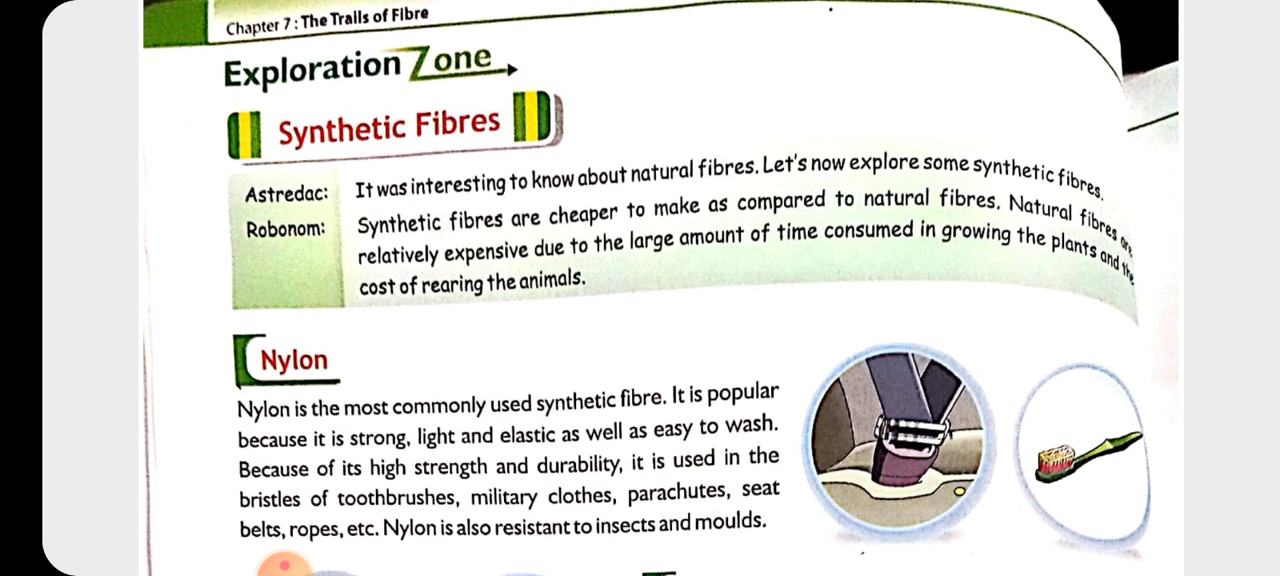 Chapter 7 : The Trails of Fibre
Exploration Zone
Synthetic Fibres
Astredac: It was interesting to know about natural fibres. Let's now explore some synthetic fibres.
Robonom: Synthetic fibres are cheaper to make as compared to natural fibres. Natural fibres are
relatively expensive due to the large amount of time consumed in growing the plants and the
cost of rearing the animals.
Nylon
Nylon is the most commonly used synthetic fibre. It is popular
because it is strong, light and elastic as well as easy to wash.
Because of its high strength and durability, it is used in the
bristles of toothbrushes, military clothes, parachutes, seat
belts, ropes, etc. Nylon is also resistant to insects and moulds.